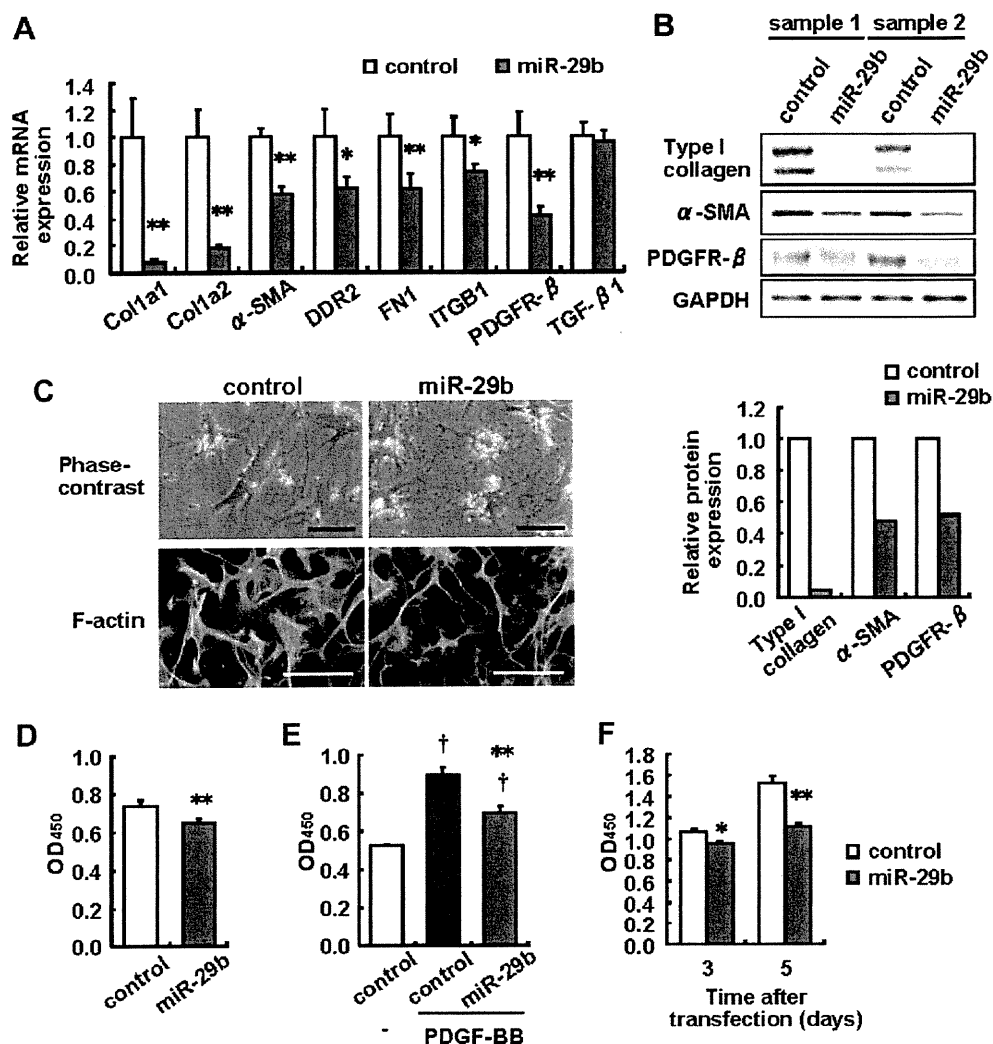 A
control miR-29b
Relative mRNA
expression
1.4
1.2
1.0
0.8
0.6
0.4
0.2
0.0
** ** ** * ** * **
Col1a1 Col1a2 α-SMA DDR2 FN1 ITGB1 PDGFR-β TGF-β1
B
sample 1 sample 2
control miR-29b control miR-29b
Type I
collagen
α-SMA
PDGFR-β
GAPDH
control
miR-29b
Relative protein
expression
1.2
1.0
0.8
0.6
0.4
0.2
0.0
Type I
collagen
α-SMA
PDGFR-β
C
control miR-29b
Phase-
contrast
F-actin
D
OD450
1.0
0.8
0.6
0.4
0.2
0.0
**
control miR-29b
E
OD450
1.0
0.8
0.6
0.4
0.2
0.0
† **
†
control control miR-29b
- PDGF-BB
F
OD450
1.8
1.6
1.4
1.2
1.0
0.8
0.6
0.4
0.2
0.0
* **
control
miR-29b
3 5
Time after
transfection (days)